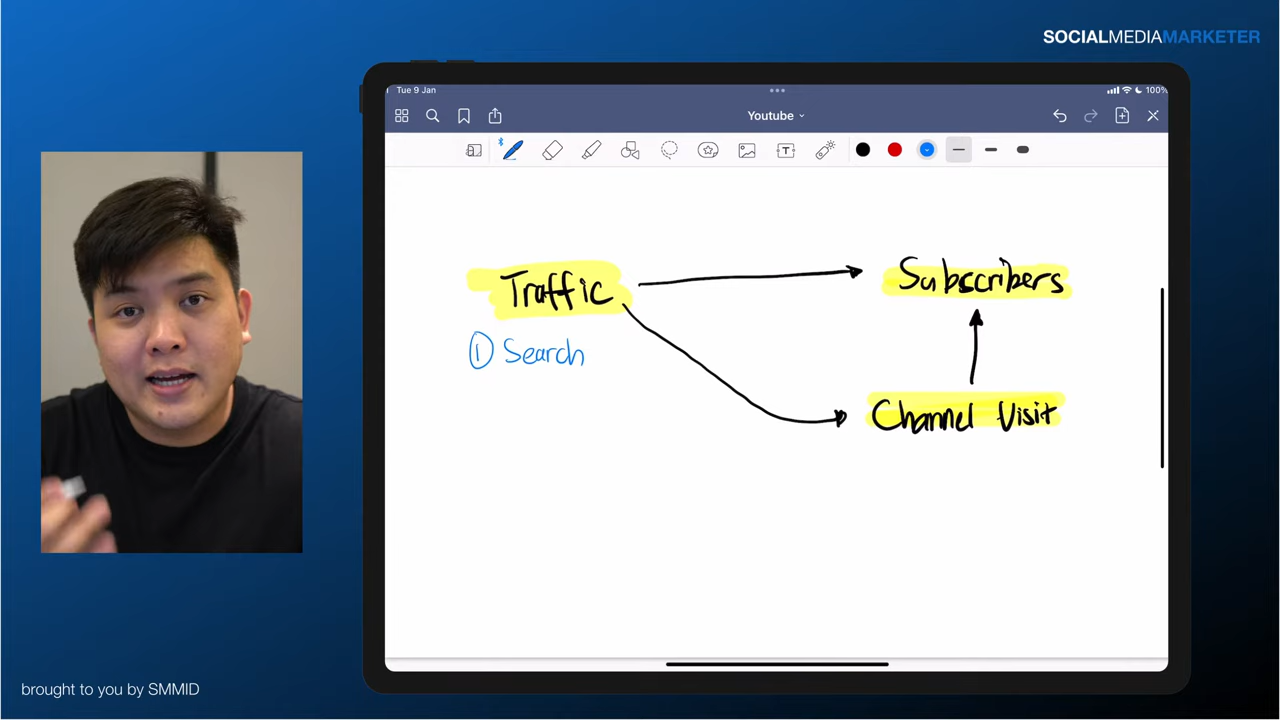 SOCIALMEDIAMARKETER
Tue 9 Jan
100%
Youtube
T
Traffic
Subscribers
① Search
Channel Visit
brought to you by SMMID